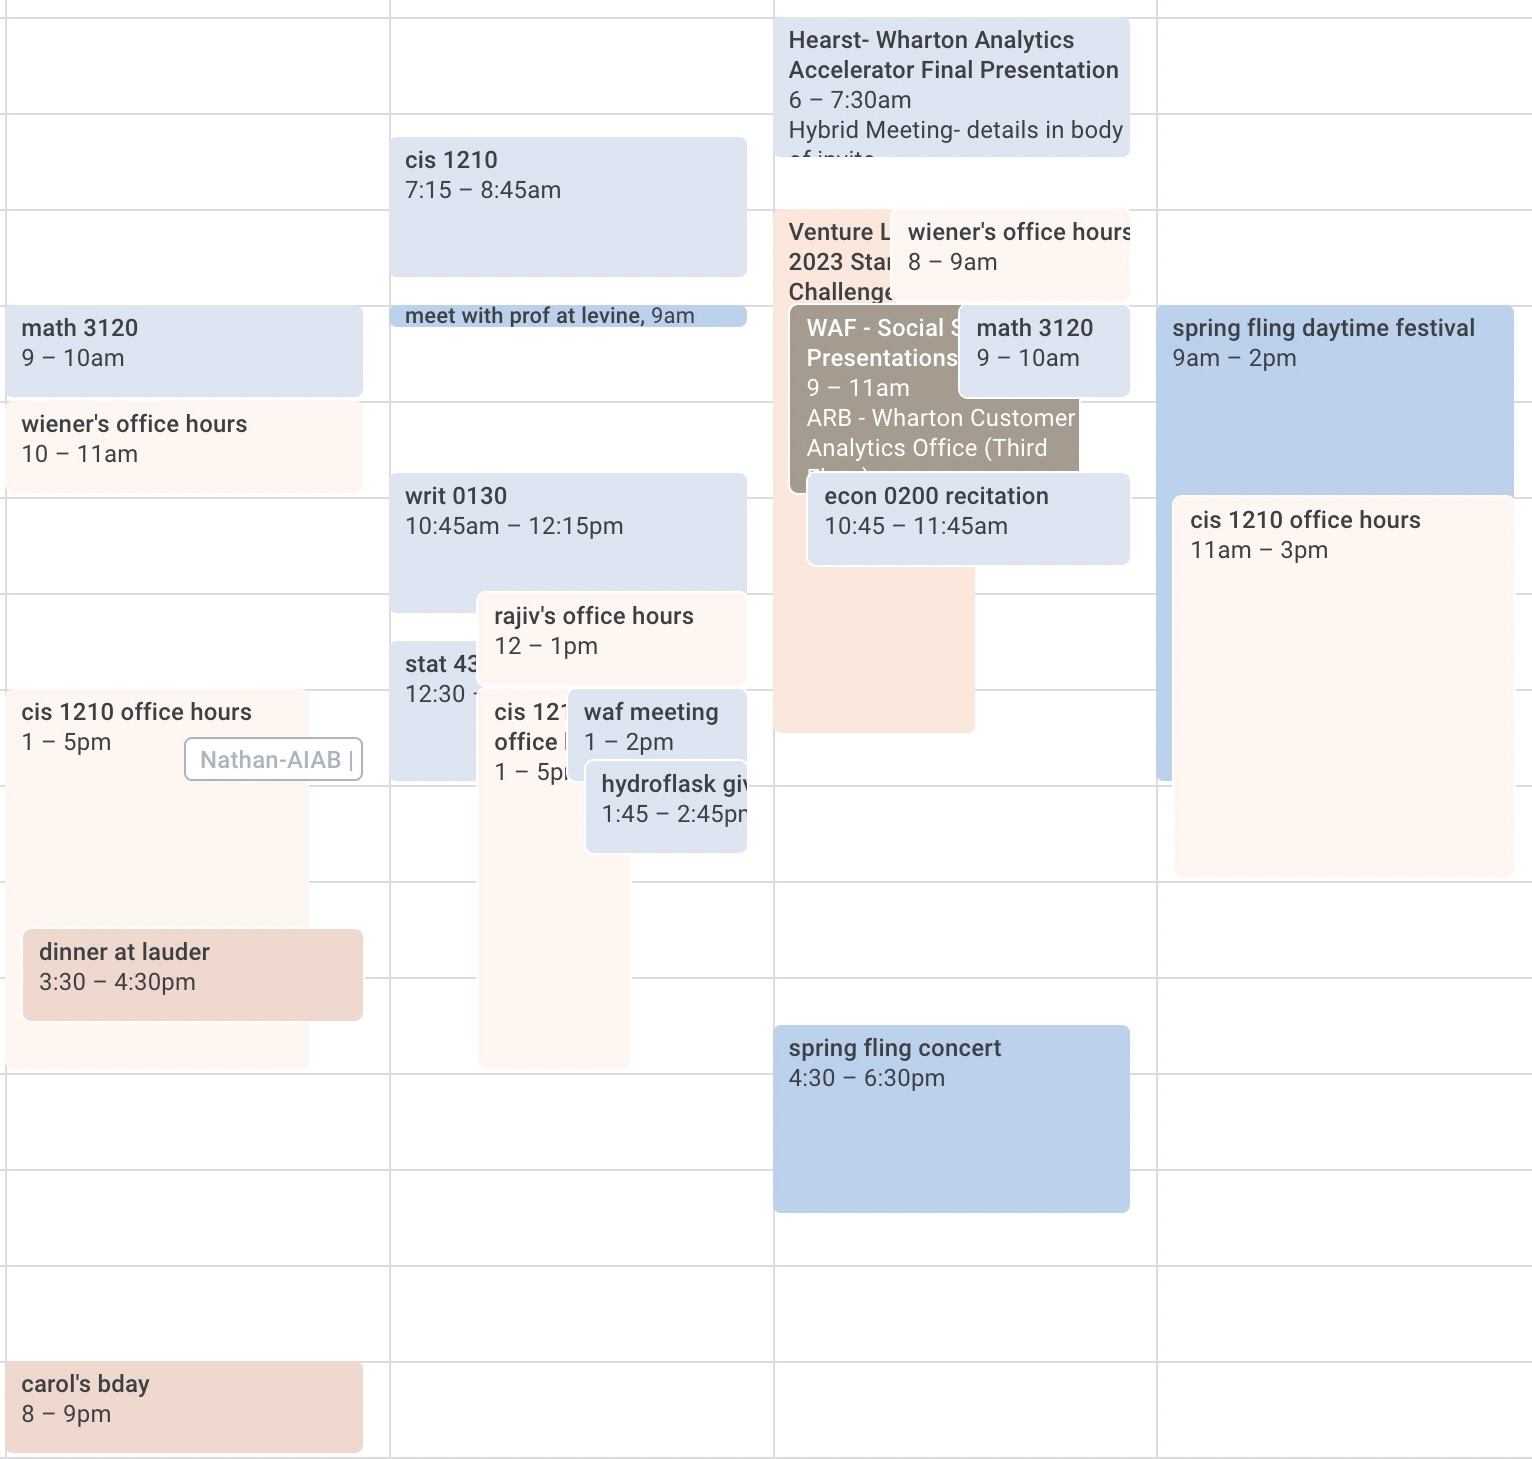 math 3120
9 – 10am
wiener's office hours
10 – 11am
cis 1210 office hours
1 – 5pm
Nathan-AIAB |
dinner at lauder
3:30 – 4:30pm
carol's bday
8 – 9pm
cis 1210
7:15 – 8:45am
meet with prof at levine, 9am
writ 0130
10:45am – 12:15pm
rajiv's office hours
12 – 1pm
stat 43
12:30
cis 121
office
1 – 5p
waf meeting
1 – 2pm
hydroflask giv
1:45 – 2:45pm
Hearst- Wharton Analytics
Accelerator Final Presentation
6 – 7:30am
Hybrid Meeting- details in body
of invite
Venture L
2023 Star
Challenge
wiener's office hours
8 – 9am
WAF - Social S
Presentations
9 – 11am
ARB - Wharton Customer
Analytics Office (Third
math 3120
9 – 10am
econ 0200 recitation
10:45 – 11:45am
spring fling concert
4:30 – 6:30pm
spring fling daytime festival
9am – 2pm
cis 1210 office hours
11am – 3pm